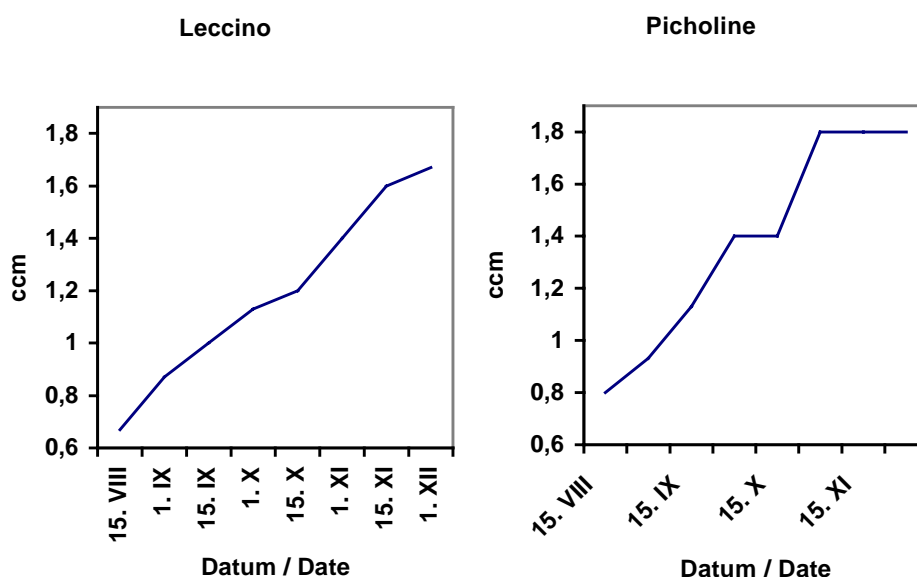 Leccino
1,8
1,6
1,4
1,2
1
0,8
0,6
ccm
15. VIII
1. IX
15. IX
1. X
15. X
1. XI
15. XI
1. XII
Datum / Date
Picholine
1,8
1,6
1,4
1,2
1
0,8
0,6
ccm
15. VIII
15. IX
15. X
15. XI
Datum / Date